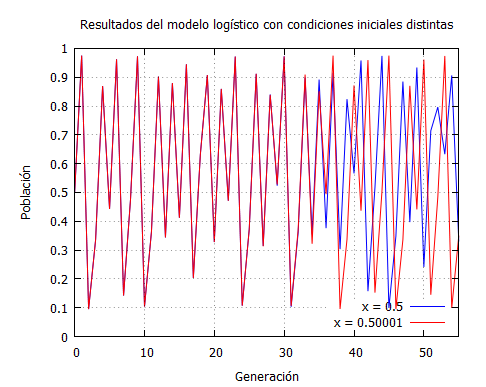 Resultados del modelo logístico con condiciones iniciales distintas
1
0.9
0.8
0.7
0.6
0.5
0.4
0.3
0.2
0.1
0
Población
x = 0.5
x = 0.50001
0 10 20 30 40 50
Generación